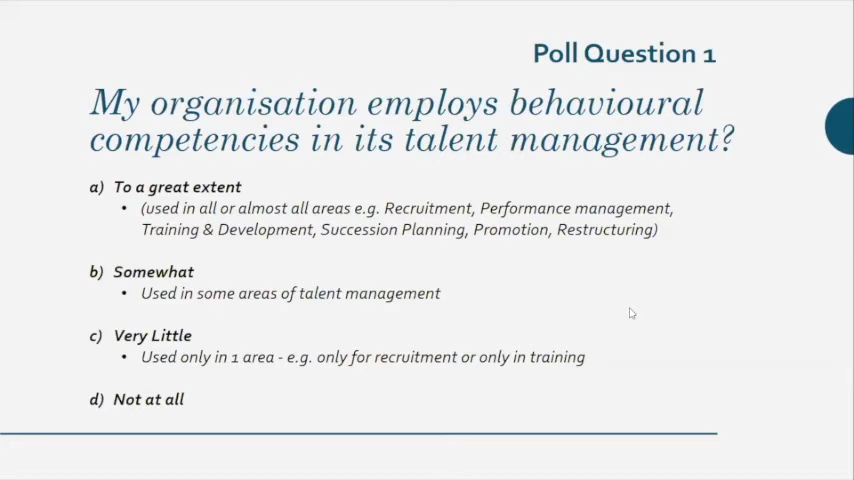 Poll Question 1
My organisation employs behavioural
competencies in its talent management?
a) To a great extent
• (used in all or almost all areas e.g. Recruitment, Performance management,
Training & Development, Succession Planning, Promotion, Restructuring)
b) Somewhat
• Used in some areas of talent management
c) Very Little
• Used only in 1 area - e.g. only for recruitment or only in training
d) Not at all